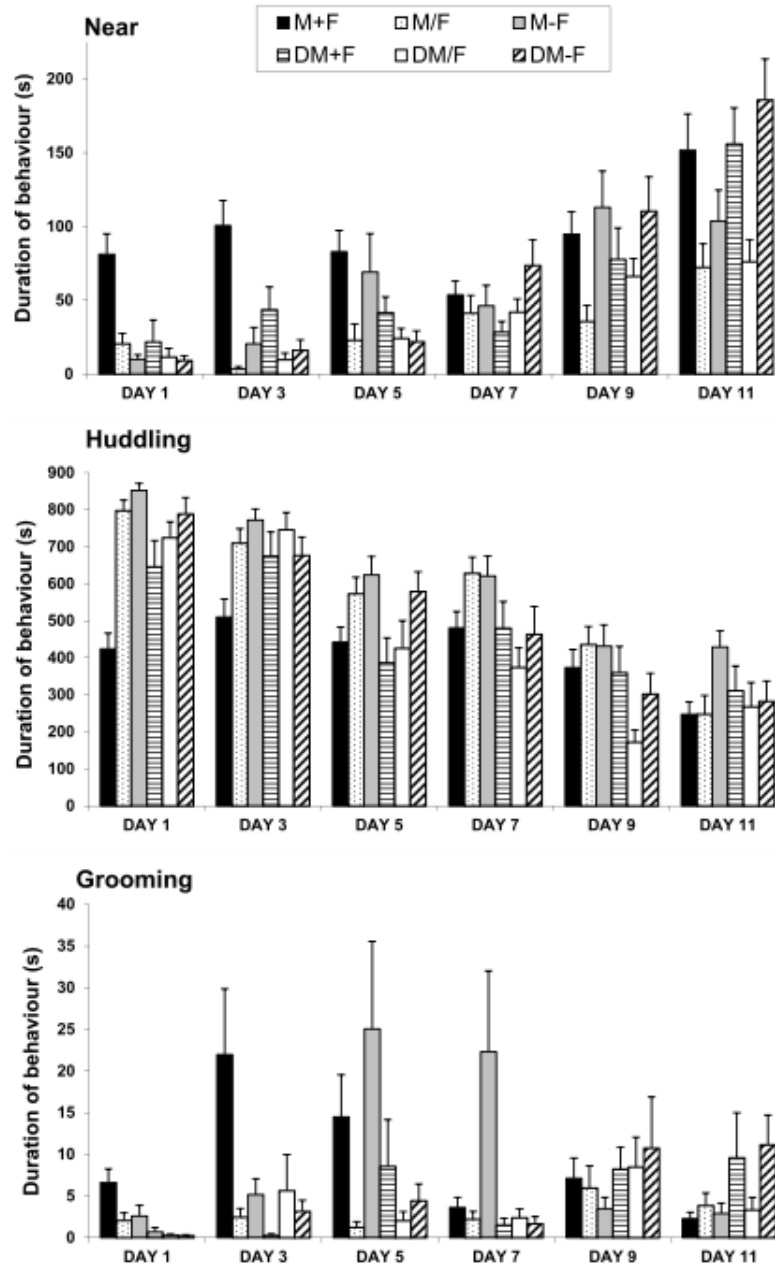 M+F M/F M-F
DM+F DM/F DM-F
Near
Duration of behaviour (s)
200
150
100
50
0
DAY 1 DAY 3 DAY 5 DAY 7 DAY 9 DAY 11
Huddling
Duration of behaviour (s)
900
800
700
600
500
400
300
200
100
0
DAY 1 DAY 3 DAY 5 DAY 7 DAY 9 DAY 11
Grooming
Duration of behaviour (s)
40
35
30
25
20
15
10
5
0
DAY 1 DAY 3 DAY 5 DAY 7 DAY 9 DAY 11